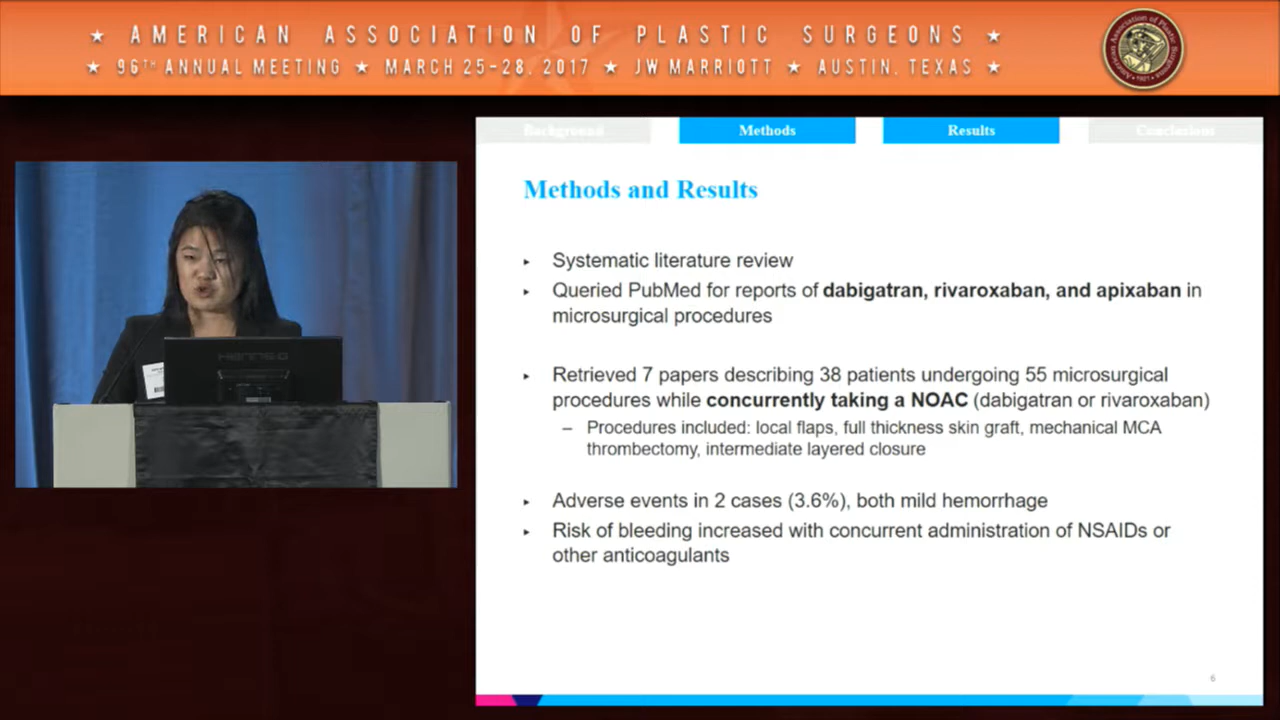 ★ AMERICAN ASSOCIATION OF PLASTIC SURGEONS ★
★ 96TH ANNUAL MEETING ★ MARCH 25-28, 2017 ★ JW MARRIOTT ★ AUSTIN, TEXAS ★
Background
Methods
Results
Conclusions
Methods and Results
▸ Systematic literature review
▸ Queried PubMed for reports of dabigatran, rivaroxaban, and apixaban in
microsurgical procedures
▸ Retrieved 7 papers describing 38 patients undergoing 55 microsurgical
procedures while concurrently taking a NOAC (dabigatran or rivaroxaban)
– Procedures included: local flaps, full thickness skin graft, mechanical MCA
thrombectomy, intermediate layered closure
▸ Adverse events in 2 cases (3.6%), both mild hemorrhage
▸ Risk of bleeding increased with concurrent administration of NSAIDs or
other anticoagulants
6
HANNS.G